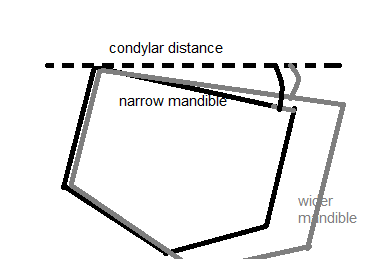 condylar distance
narrow mandible
wider
mandible